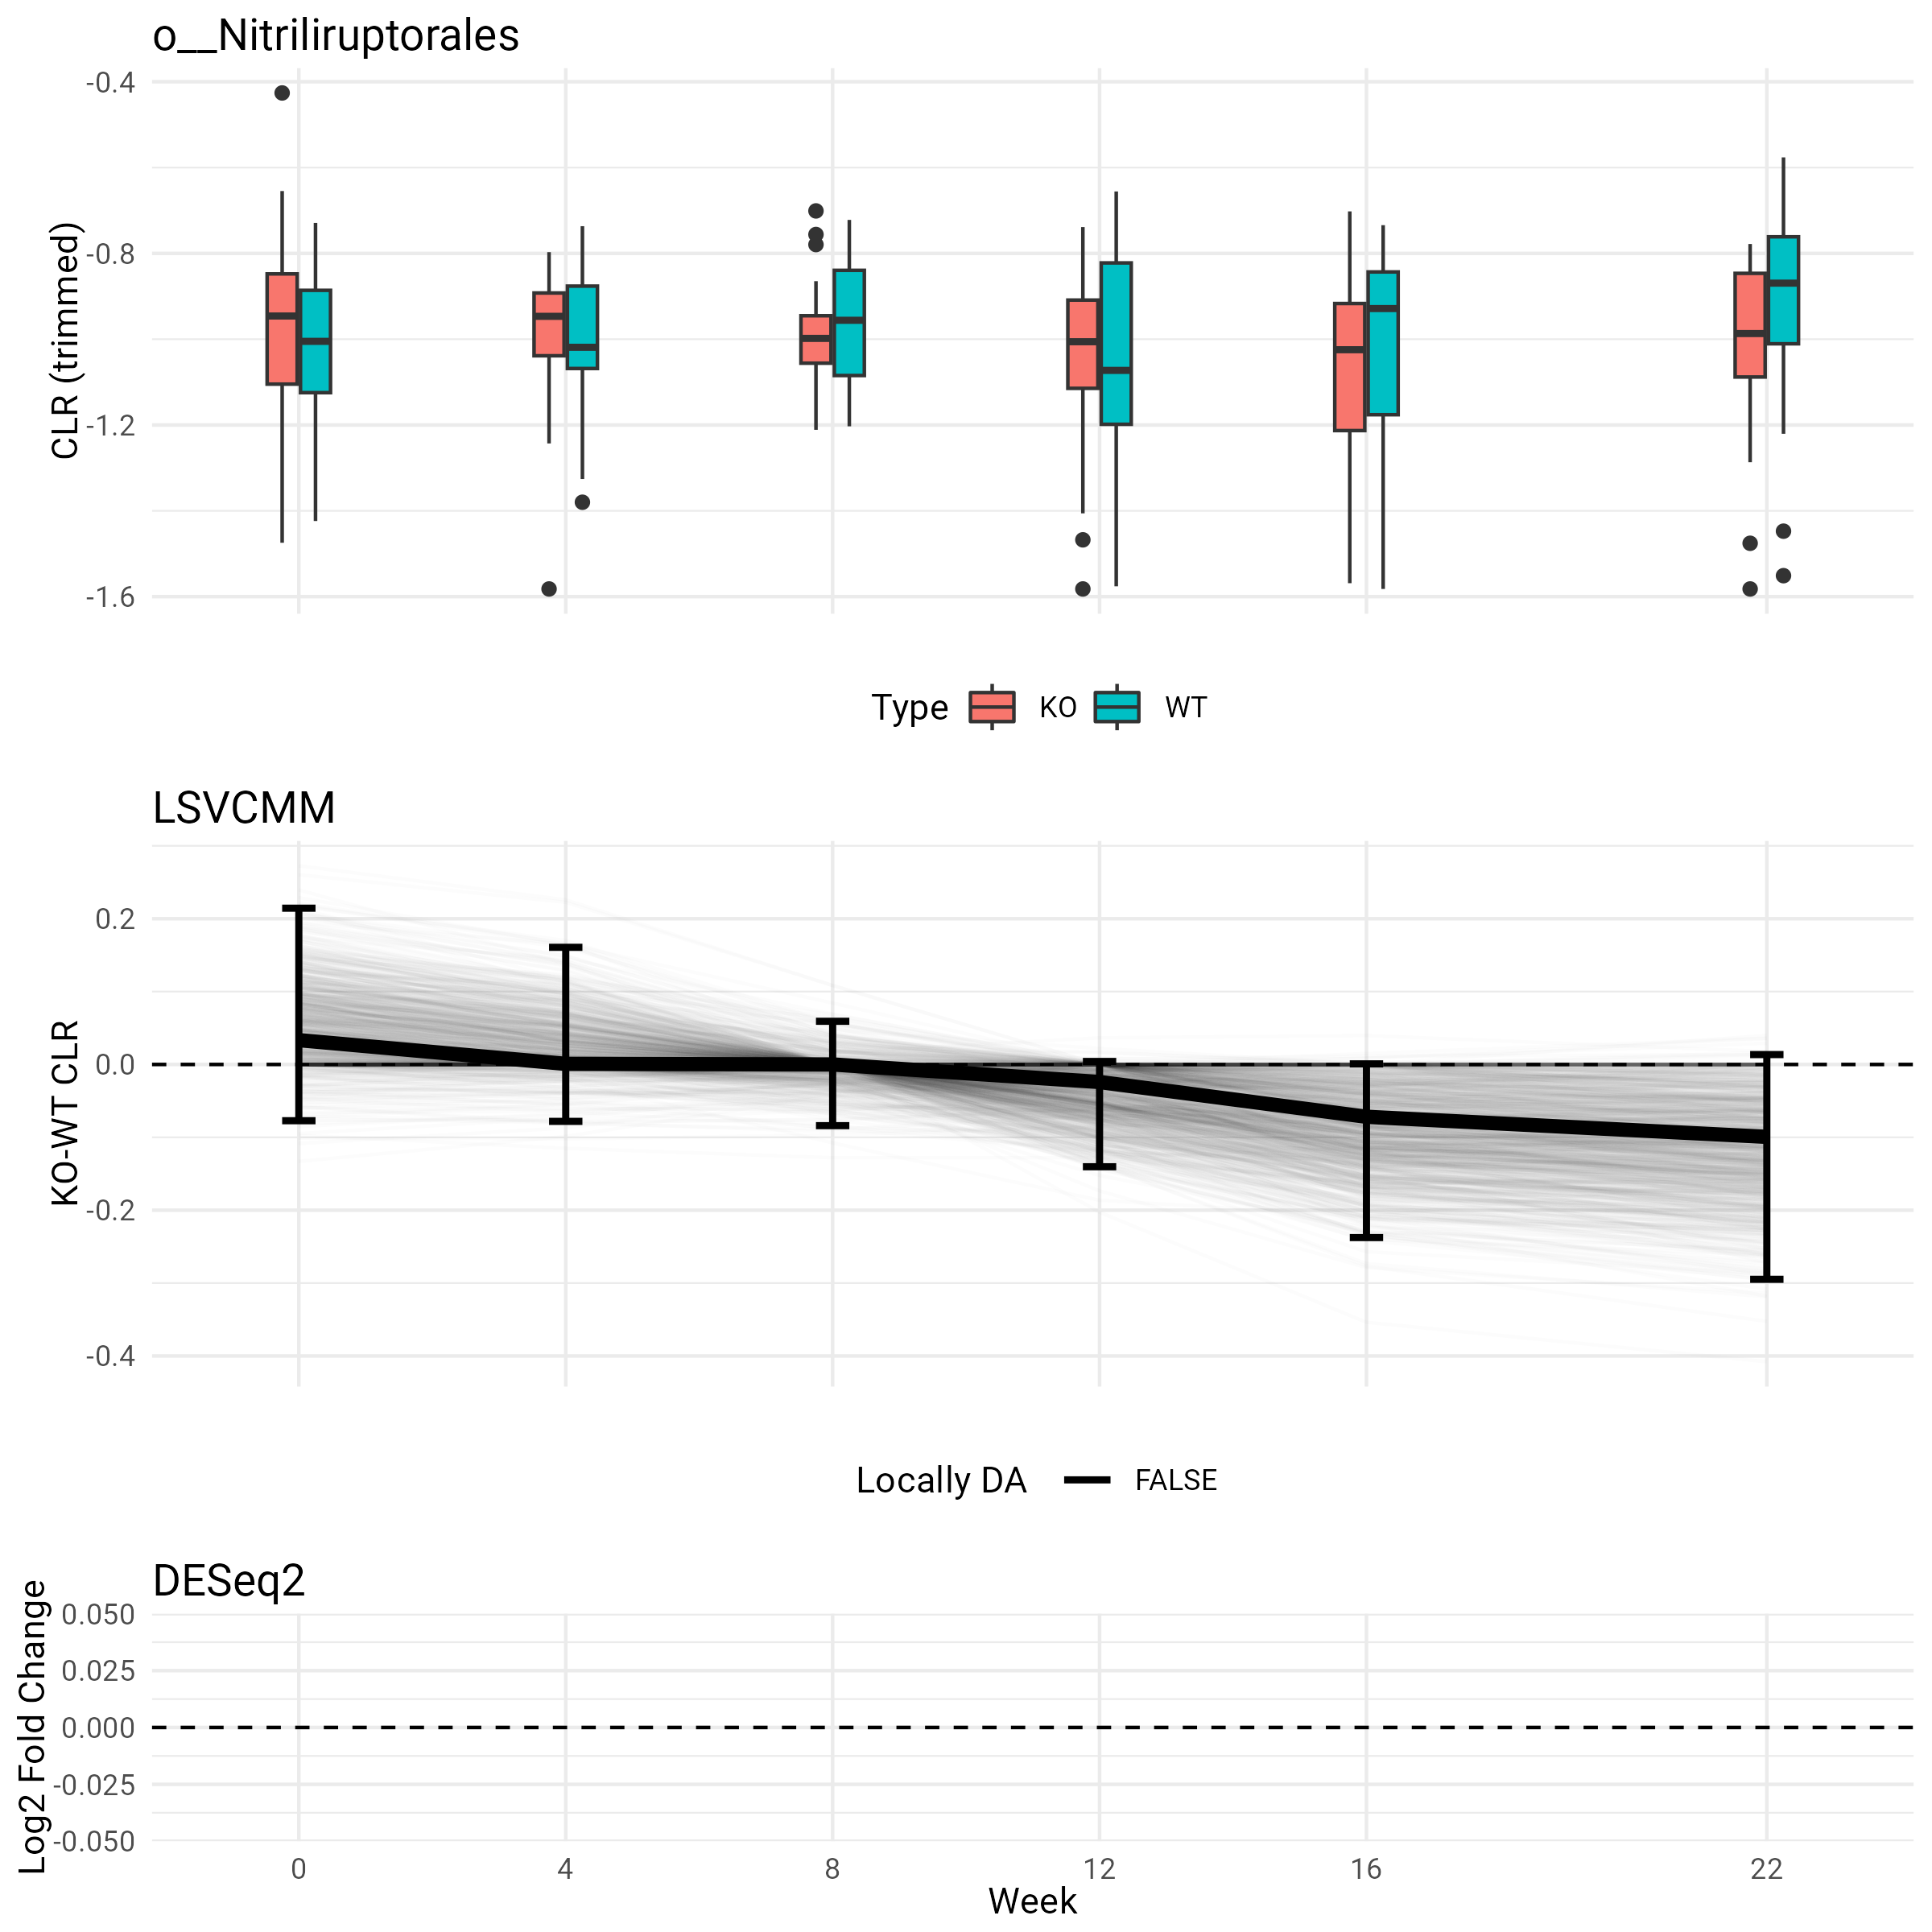 o__Nitriliruptorales
CLR (trimmed)
-0.4
-0.8
-1.2
-1.6
Type KO WT
LSVCMM
KO-WT CLR
0.2
0.0
-0.2
-0.4
Locally DA FALSE
DESeq2
Log2 Fold Change
0.050
0.025
0.000
-0.025
-0.050
0 4 8 12 16 22
Week